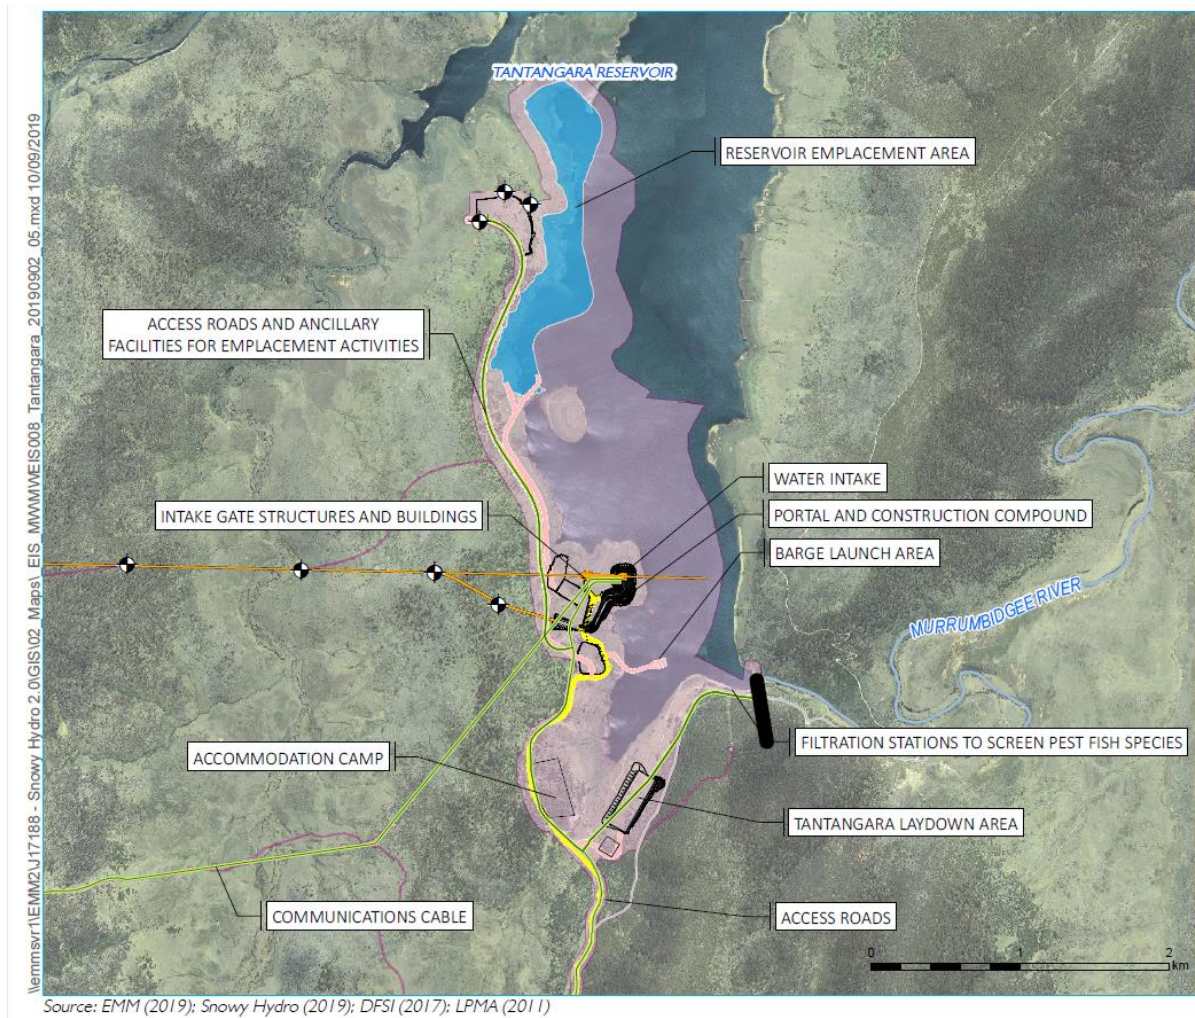 TANTANGARA RESERVOIR
RESERVOIR EMPLACEMENT AREA
ACCESS ROADS AND ANCILLARY
FACILITIES FOR EMPLACEMENT ACTIVITIES
WATER INTAKE
INTAKE GATE STRUCTURES AND BUILDINGS
PORTAL AND CONSTRUCTION COMPOUND
BARGE LAUNCH AREA
MURRUMBIDGEE RIVER
FILTRATION STATIONS TO SCREEN PEST FISH SPECIES
ACCOMMODATION CAMP
TANTANGARA LAYDOWN AREA
COMMUNICATIONS CABLE
ACCESS ROADS
0 1 2
km
\\emmsvr1\EMM2\J17188 - Snowy Hydro 2.0\GIS\02_Maps\_EIS_MW\MWEIS008_Tantangara_20190902_05.mxd 10/09/2019
Source: EMM (2019); Snowy Hydro (2019); DFSI (2017); LPMA (2011)